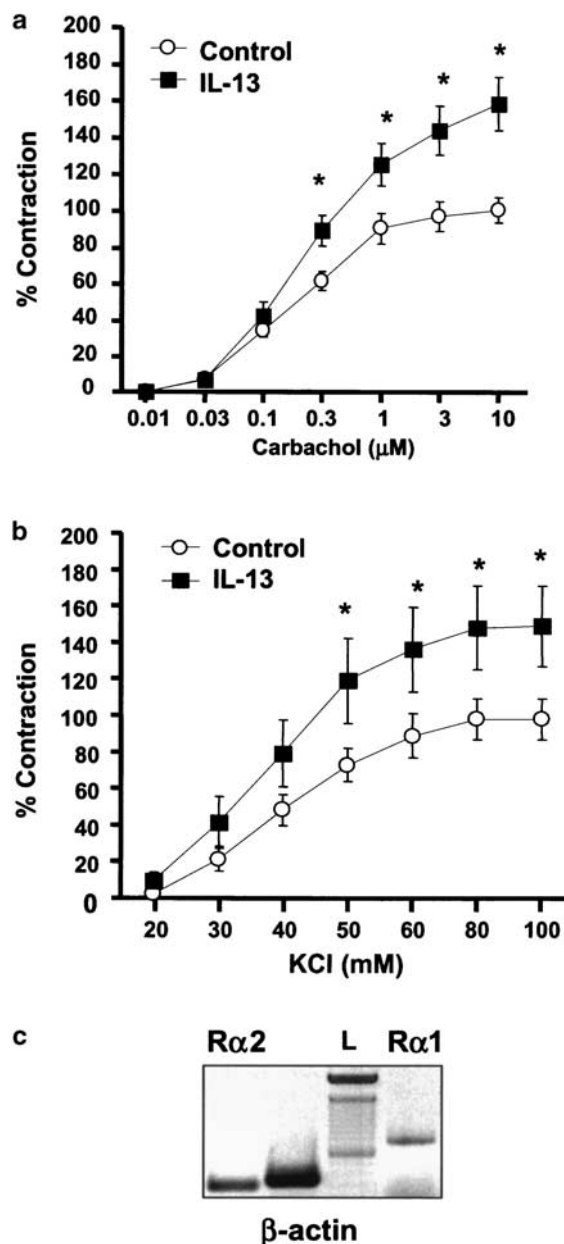 a
200
180
160
140
120
100
80
60
40
20
0
% Contraction
Control
IL-13
*
*
*
*
0.01 0.03 0.1 0.3 1 3 10
Carbachol (μM)
b
200
180
160
140
120
100
80
60
40
20
0
% Contraction
Control
IL-13
*
*
*
*
20 30 40 50 60 80 100
KCl (mM)
c
Rα2 L Rα1
β-actin